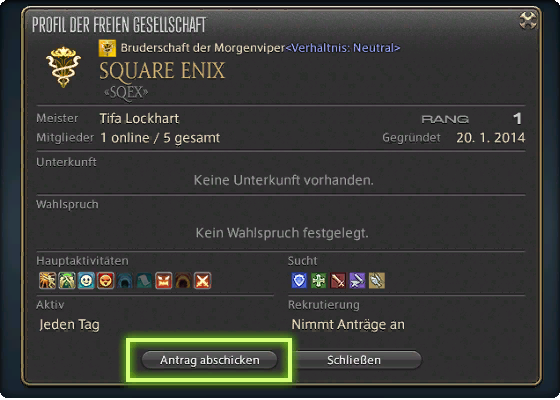 PROFIL DER FREIEN GESELLSCHAFT
Bruderschaft der Morgenviper<Verhältnis: Neutral>
SQUARE ENIX
«SQEX»
Meister Tifa Lockhart RANG 1
Mitglieder 1 online / 5 gesamt Gegründet 20. 1. 2014
Unterkunft
Keine Unterkunft vorhanden.
Wahlspruch
Kein Wahlspruch festgelegt.
Hauptaktivitäten Sucht
Aktiv Rekrutierung
Jeden Tag Nimmt Anträge an
Antrag abschicken Schließen